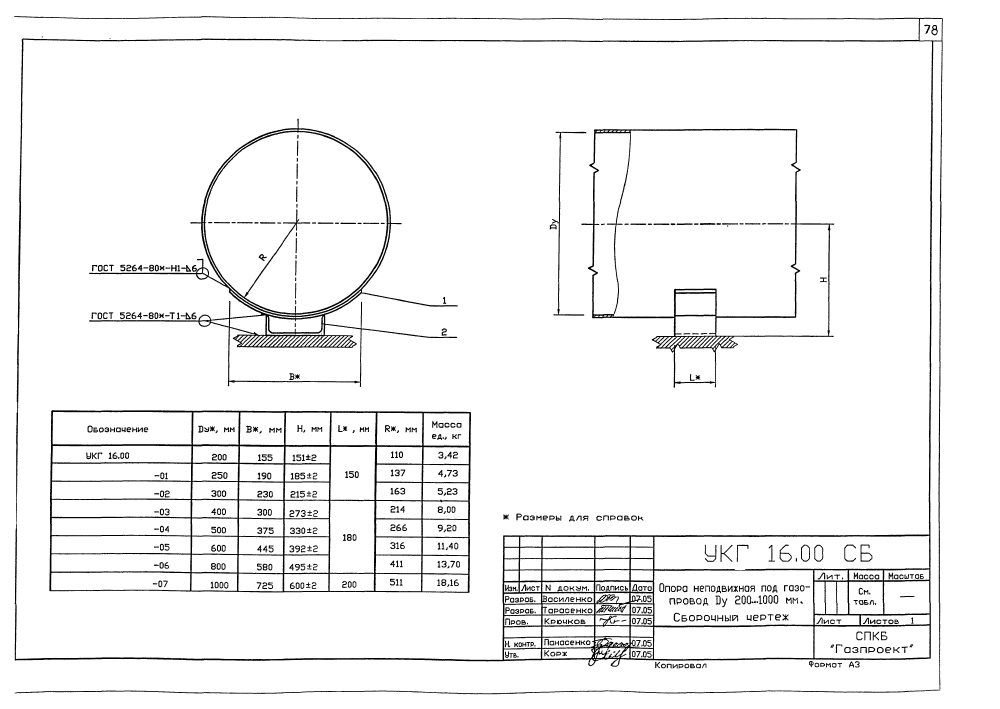 78
ГОСТ 5264-80ж-Н1-△6
ГОСТ 5264-80ж-Т1-△6
R
1
2
Bж
Dy
H
Lж
Обозначение Dyж, мм Bж, мм H, мм Lж , мм Rж, мм Масса ед., кг
УКГ 16.00 200 155 151±2 150 110 3,42
-01 250 190 185±2 137 4,73
-02 300 230 215±2 163 5,23
-03 400 300 273±2 180 214 8,00
-04 500 375 330±2 266 9,20
-05 600 445 392±2 316 11,40
-06 800 580 495±2 411 13,70
-07 1000 725 600±2 200 511 18,16
ж Размеры для справок
УКГ 16.00 СБ
Изм. Лист N докум. Подпись Дата
Разраб. Василенко 07.05
Разраб. Тарасенко 07.05
Пров. Крючков 07.05
Н. контр. Панасенко 07.05
Утв. Корж 07.05
Опора неподвижная под газо-
провод Dy 200...1000 мм.
Сборочный чертеж
Лит. Масса Масштаб
См. табл. —
Лист Листов 1
СПКБ
"Газпроект"
Копировал Формат А3